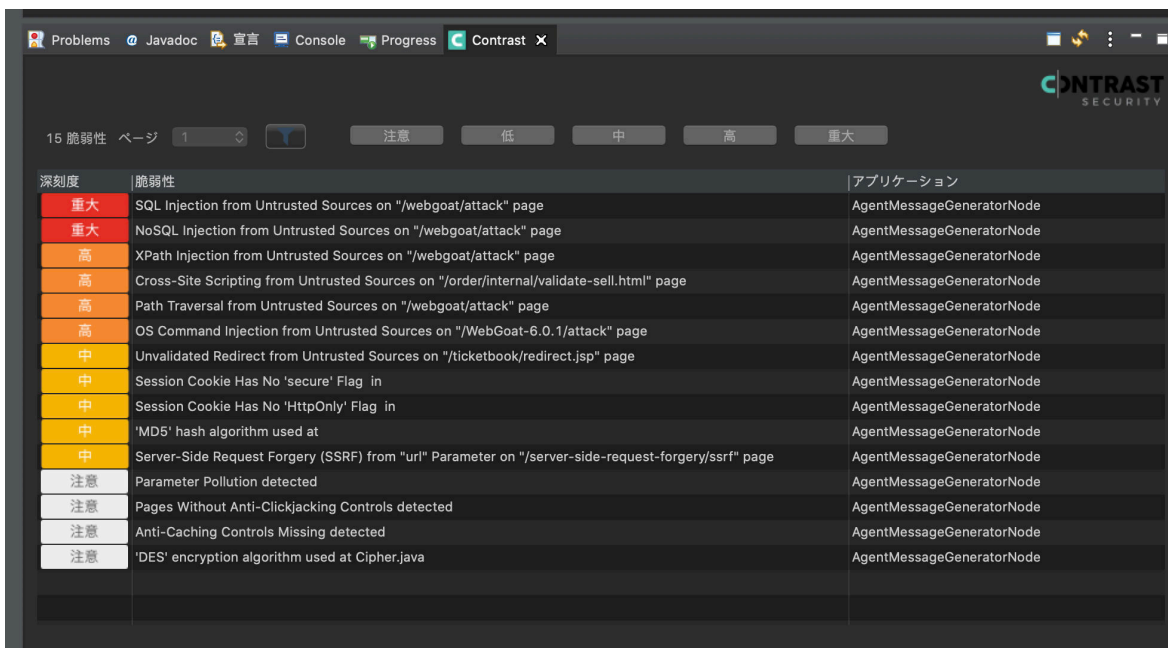 Problems @ Javadoc 宣言 Console Progress Contrast
CONTRAST
SECURITY
15 脆弱性 ページ 1 注意 低 中 高 重大
深刻度 脆弱性 アプリケーション
重大 SQL Injection from Untrusted Sources on "/webgoat/attack" page AgentMessageGeneratorNode
重大 NoSQL Injection from Untrusted Sources on "/webgoat/attack" page AgentMessageGeneratorNode
高 XPath Injection from Untrusted Sources on "/webgoat/attack" page AgentMessageGeneratorNode
高 Cross-Site Scripting from Untrusted Sources on "/order/internal/validate-sell.html" page AgentMessageGeneratorNode
高 Path Traversal from Untrusted Sources on "/webgoat/attack" page AgentMessageGeneratorNode
高 OS Command Injection from Untrusted Sources on "/WebGoat-6.0.1/attack" page AgentMessageGeneratorNode
中 Unvalidated Redirect from Untrusted Sources on "/ticketbook/redirect.jsp" page AgentMessageGeneratorNode
中 Session Cookie Has No 'secure' Flag in AgentMessageGeneratorNode
中 Session Cookie Has No 'HttpOnly' Flag in AgentMessageGeneratorNode
中 'MD5' hash algorithm used at AgentMessageGeneratorNode
中 Server-Side Request Forgery (SSRF) from "url" Parameter on "/server-side-request-forgery/ssrf" page AgentMessageGeneratorNode
注意 Parameter Pollution detected AgentMessageGeneratorNode
注意 Pages Without Anti-Clickjacking Controls detected AgentMessageGeneratorNode
注意 Anti-Caching Controls Missing detected AgentMessageGeneratorNode
注意 'DES' encryption algorithm used at Cipher.java AgentMessageGeneratorNode